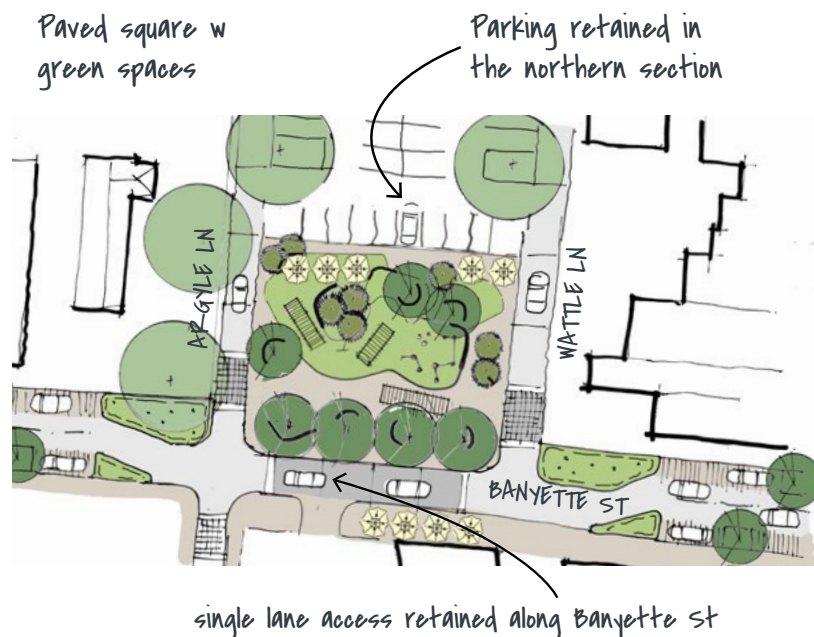 Paved square w
green spaces
Parking retained in
the northern section
ARGYLE LN
WATTLE LN
BANYETTE ST
single lane access retained along Banyette St